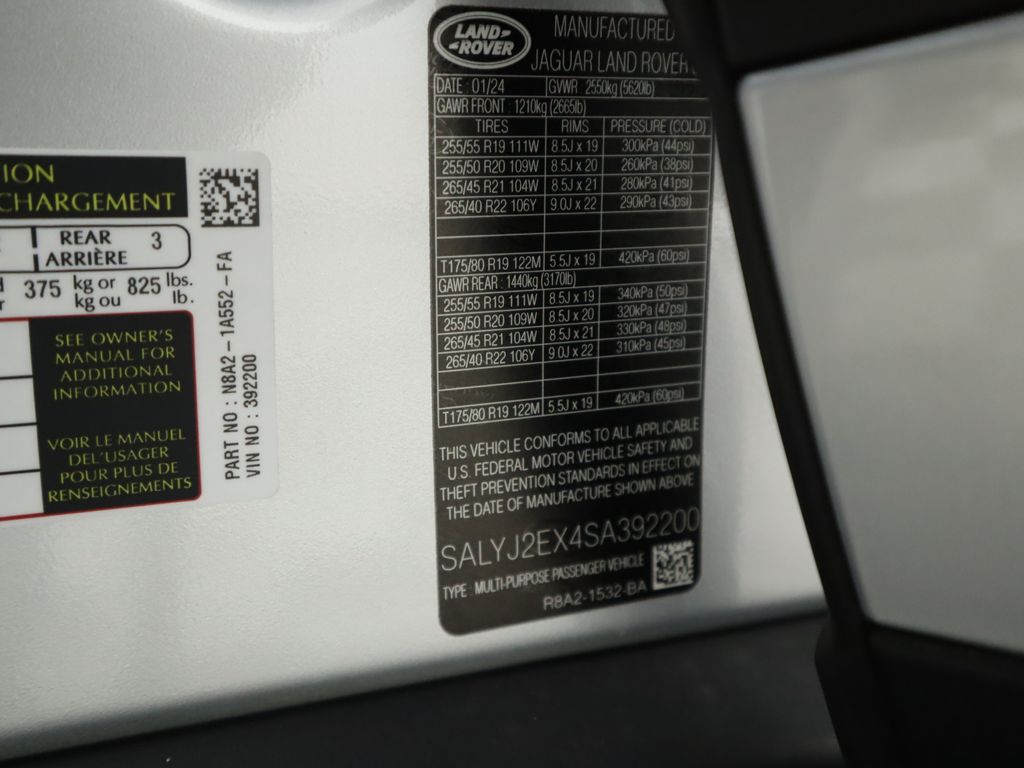 ION
CHARGEMENT
REAR 3
ARRIÈRE
375 kg or 825 lbs.
kg ou lb.
SEE OWNER'S
MANUAL FOR
ADDITIONAL
INFORMATION
VOIR LE MANUEL
DEL'USAGER
POUR PLUS DE
RENSEIGNEMENTS
PART NO : N8A2-1A552-FA
VIN NO : 392200
LAND-
-ROVER
MANUFACTURED
JAGUAR LAND ROVER
DATE : 01/24 GVWR : 2550kg (5620lb)
GAWR FRONT : 1210kg (2665lb)
TIRES RIMS PRESSURE (COLD)
255/55 R19 111W 8.5J x 19 300kPa (44psi)
255/50 R20 109W 8.5J x 20 260kPa (38psi)
265/45 R21 104W 8.5J x 21 280kPa (41psi)
265/40 R22 106Y 9.0J x 22 290kPa (43psi)
T175/80 R19 122M 5.5J x 19 420kPa (60psi)
GAWR REAR : 1440kg (3170lb)
255/55 R19 111W 8.5J x 19 340kPa (50psi)
255/50 R20 109W 8.5J x 20 320kPa (47psi)
265/45 R21 104W 8.5J x 21 330kPa (48psi)
265/40 R22 106Y 9.0J x 22 310kPa (45psi)
T175/80 R19 122M 5.5J x 19 420kPa (60psi)
THIS VEHICLE CONFORMS TO ALL APPLICABLE
U.S. FEDERAL MOTOR VEHICLE SAFETY AND
THEFT PREVENTION STANDARDS IN EFFECT ON
THE DATE OF MANUFACTURE SHOWN ABOVE
SALYJ2EX4SA392200
TYPE : MULTI-PURPOSE PASSENGER VEHICLE
R8A2-1532-BA